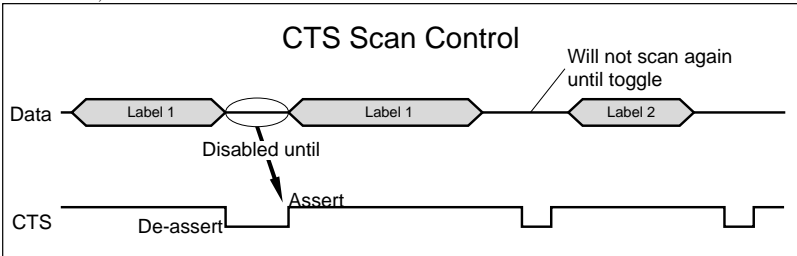 CTS Scan Control
Will not scan again
until toggle
Data
Label 1
Label 1
Label 2
Disabled until
Assert
CTS
De-assert